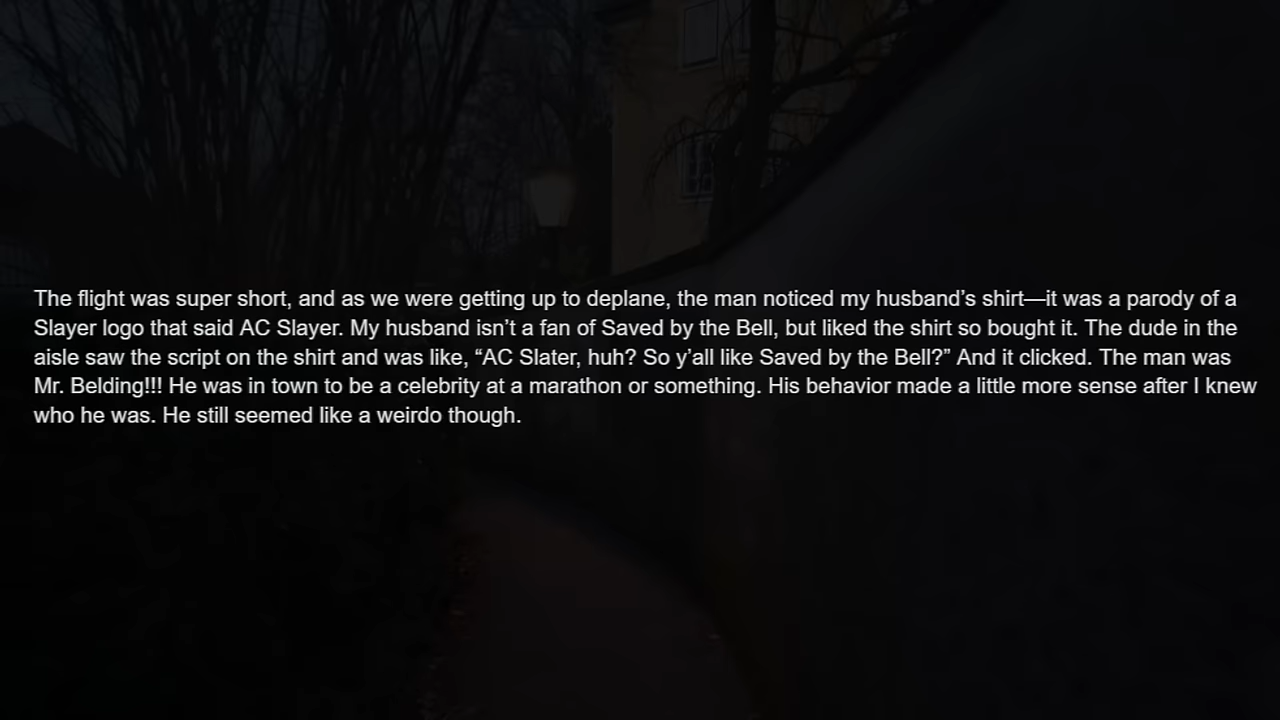 The flight was super short, and as we were getting up to deplane, the man noticed my husband’s shirt—it was a parody of a
Slayer logo that said AC Slayer. My husband isn’t a fan of Saved by the Bell, but liked the shirt so bought it. The dude in the
aisle saw the script on the shirt and was like, “AC Slater, huh? So y’all like Saved by the Bell?” And it clicked. The man was
Mr. Belding!!! He was in town to be a celebrity at a marathon or something. His behavior made a little more sense after I knew
who he was. He still seemed like a weirdo though.